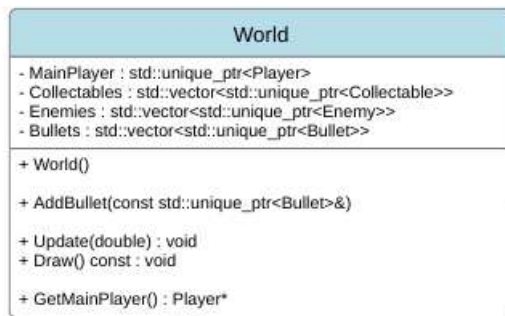 World
- MainPlayer : std::unique_ptr<Player>
- Collectables : std::vector<std::unique_ptr<Collectable>>
- Enemies : std::vector<std::unique_ptr<Enemy>>
- Bullets : std::vector<std::unique_ptr<Bullet>>
+ World()
+ AddBullet(const std::unique_ptr<Bullet>&)
+ Update(double) : void
+ Draw() const : void
+ GetMainPlayer() : Player*